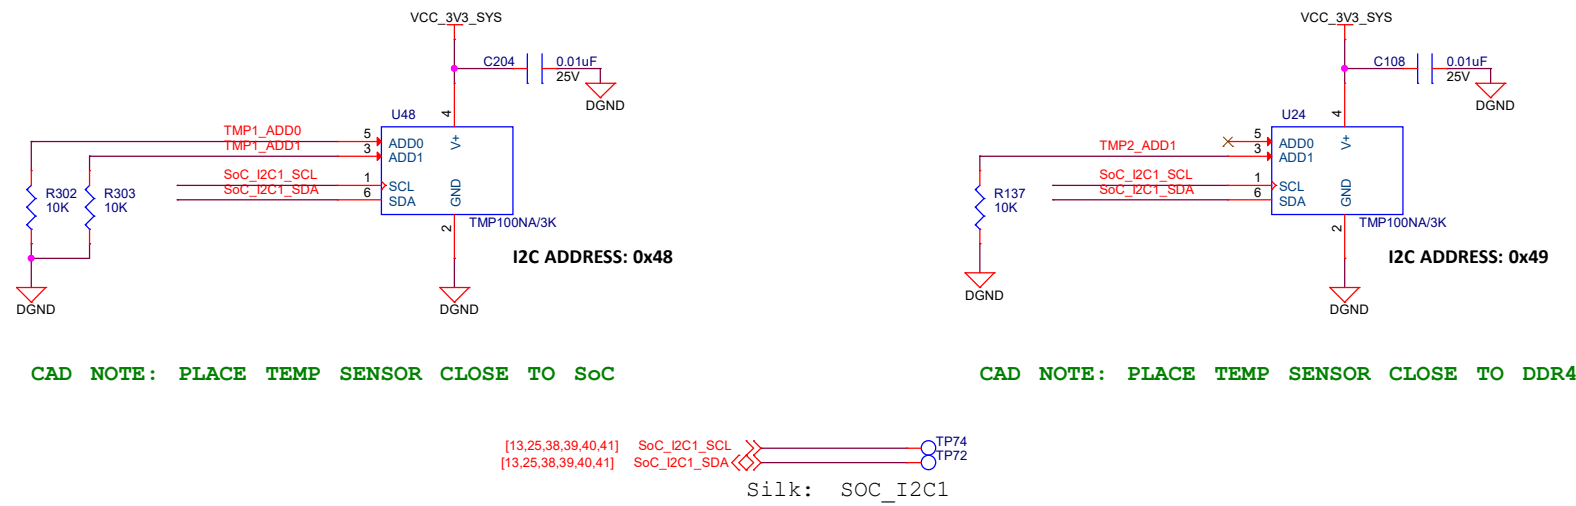 VCC_3V3_SYS
C204
0.01uF
25V
DGND
U48
4
TMP1_ADD0
5
ADD0
V+
TMP1_ADD1
3
ADD1
SoC_I2C1_SCL
1
SCL
SoC_I2C1_SDA
6
SDA
GND
R302
10K
R303
10K
TMP100NA/3K
2
I2C ADDRESS: 0x48
DGND
DGND
CAD NOTE: PLACE TEMP SENSOR CLOSE TO SoC
VCC_3V3_SYS
C108
0.01uF
25V
DGND
U24
4
5
ADD0
V+
TMP2_ADD1
3
ADD1
SoC_I2C1_SCL
1
SCL
SoC_I2C1_SDA
6
SDA
GND
R137
10K
TMP100NA/3K
2
I2C ADDRESS: 0x49
DGND
DGND
CAD NOTE: PLACE TEMP SENSOR CLOSE TO DDR4
[13,25,38,39,40,41] SoC_I2C1_SCL TP74
[13,25,38,39,40,41] SoC_I2C1_SDA TP72
Silk: SOC_I2C1